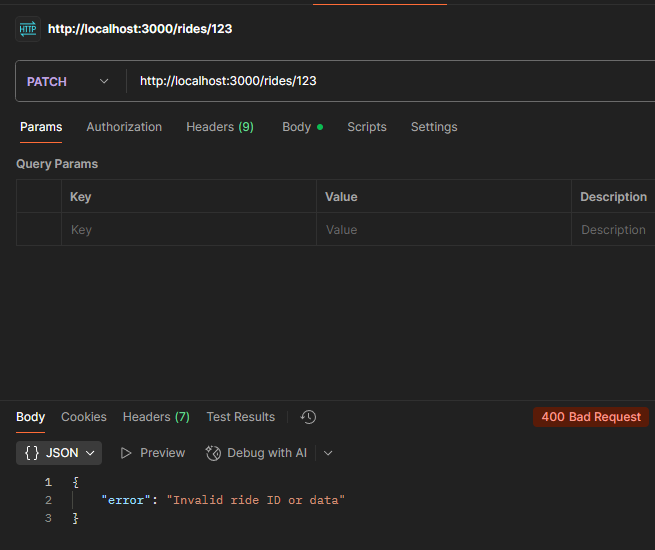 HTTP http://localhost:3000/rides/123
PATCH http://localhost:3000/rides/123
Params Authorization Headers (9) Body Scripts Settings
Query Params
Key Value Description
Key Value Description
Body Cookies Headers (7) Test Results 400 Bad Request
{} JSON Preview Debug with AI
1 {
2 "error": "Invalid ride ID or data"
3 }